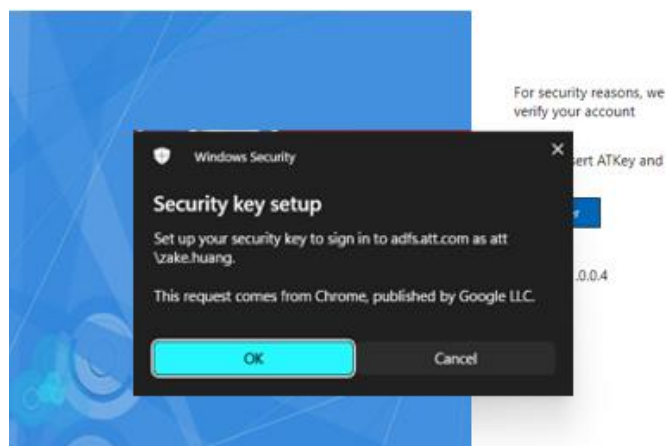 For security reasons, we
verify your account
Windows Security
sert ATKey and
Security key setup
Set up your security key to sign in to adfs.att.com as att
\zake.huang.
This request comes from Chrome, published by Google LLC.
.0.0.4
OK
Cancel